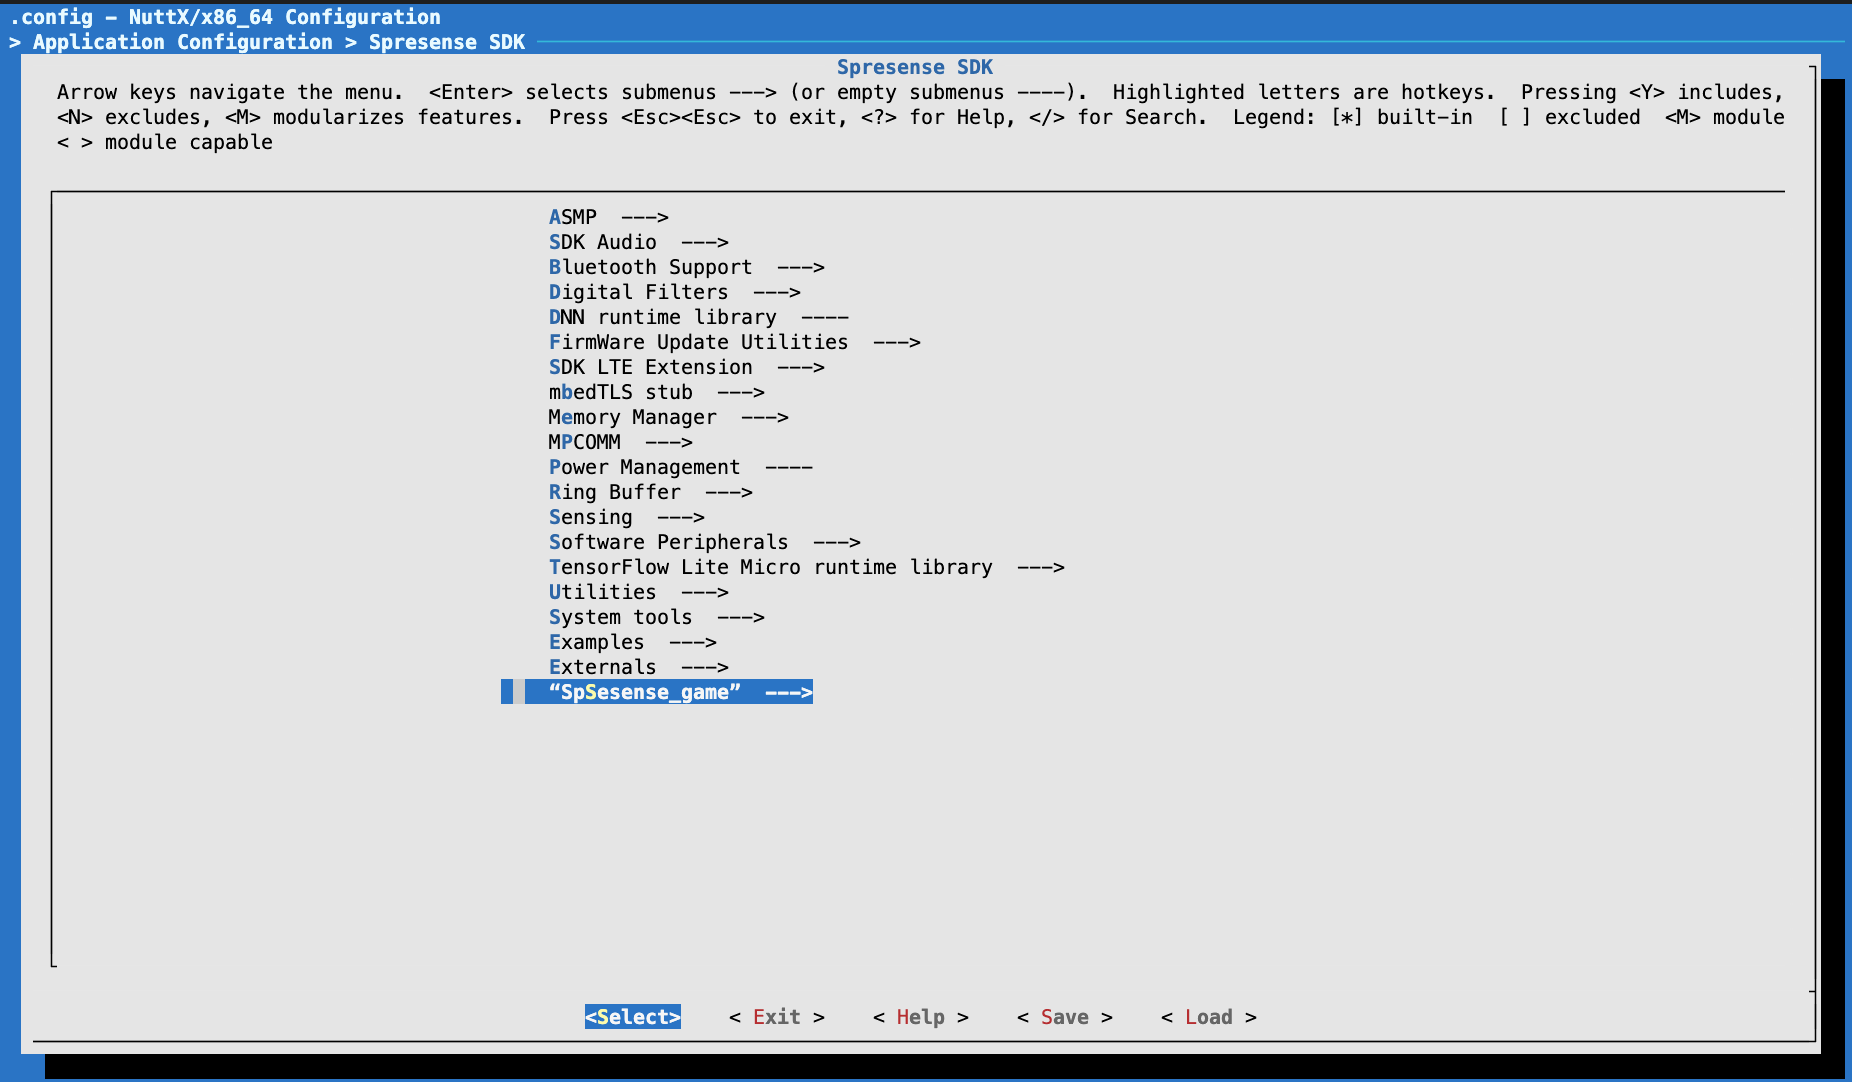 .config - NuttX/x86_64 Configuration
> Application Configuration > Spresense SDK
Spresense SDK
Arrow keys navigate the menu.  <Enter> selects submenus ---> (or empty submenus ----).  Highlighted letters are hotkeys.  Pressing <Y> includes,
<N> excludes, <M> modularizes features.  Press <Esc><Esc> to exit, <?> for Help, </> for Search.  Legend: [*] built-in  [ ] excluded  <M> module
< > module capable
ASMP  --->
SDK Audio  --->
Bluetooth Support  --->
Digital Filters  --->
DNN runtime library  ----
FirmWare Update Utilities  --->
SDK LTE Extension  --->
mbedTLS stub  --->
Memory Manager  --->
MPCOMM  --->
Power Management  ----
Ring Buffer  --->
Sensing  --->
Software Peripherals  --->
TensorFlow Lite Micro runtime library  --->
Utilities  --->
System tools  --->
Examples  --->
Externals  --->
“SpSesense_game”  --->
<Select>    < Exit >    < Help >    < Save >    < Load >